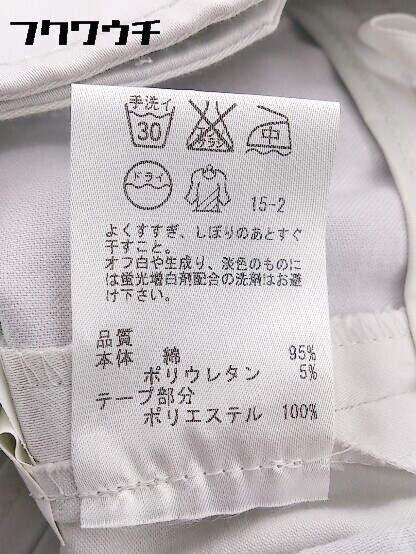 フクワウチ
手洗イ
30
エンソ
サラシ
中
ドライ
15-2
よくすすぎ、しぼりのあとすぐ
干すこと。
オフ白や生成り、淡色のものに
は蛍光増白剤配合の洗剤はお避
け下さい。
品質
本体 綿 95%
ポリウレタン 5%
テープ部分
ポリエステル 100%